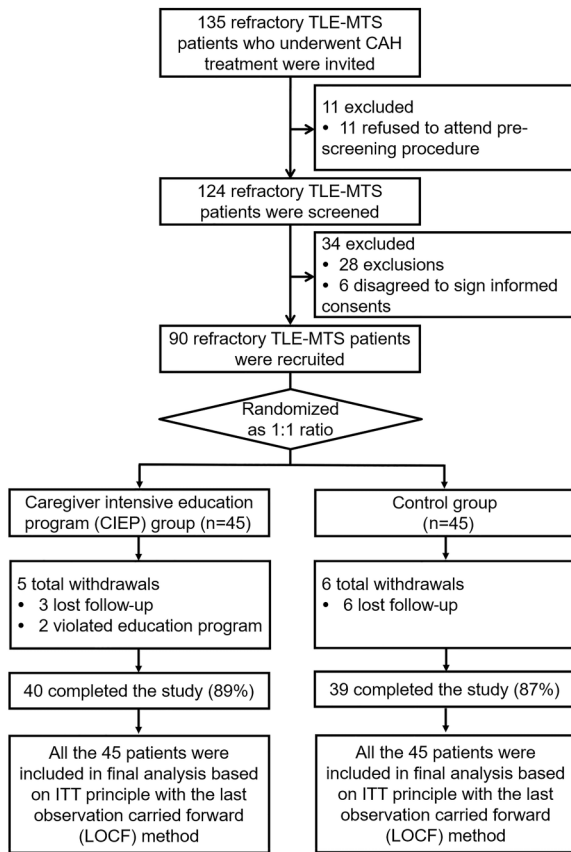 135 refractory TLE-MTS
patients who underwent CAH
treatment were invited
11 excluded
• 11 refused to attend pre-
screening procedure
124 refractory TLE-MTS
patients were screened
34 excluded
• 28 exclusions
• 6 disagreed to sign informed
consents
90 refractory TLE-MTS patients
were recruited
Randomized
as 1:1 ratio
Caregiver intensive education
program (CIEP) group (n=45)
5 total withdrawals
• 3 lost follow-up
• 2 violated education program
40 completed the study (89%)
All the 45 patients were
included in final analysis based
on ITT principle with the last
observation carried forward
(LOCF) method
Control group
(n=45)
6 total withdrawals
• 6 lost follow-up
39 completed the study (87%)
All the 45 patients were
included in final analysis based
on ITT principle with the last
observation carried forward
(LOCF) method